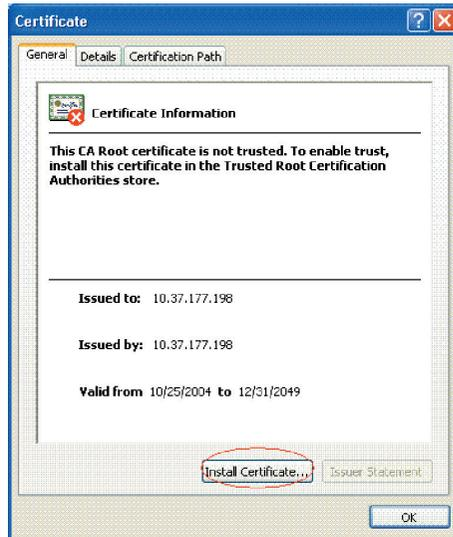 Certificate
General Details Certification Path
Certificate Information
This CA Root certificate is not trusted. To enable trust,
install this certificate in the Trusted Root Certification
Authorities store.
Issued to: 10.37.177.198
Issued by: 10.37.177.198
Valid from 10/25/2004 to 12/31/2049
Install Certificate... Issuer Statement
OK